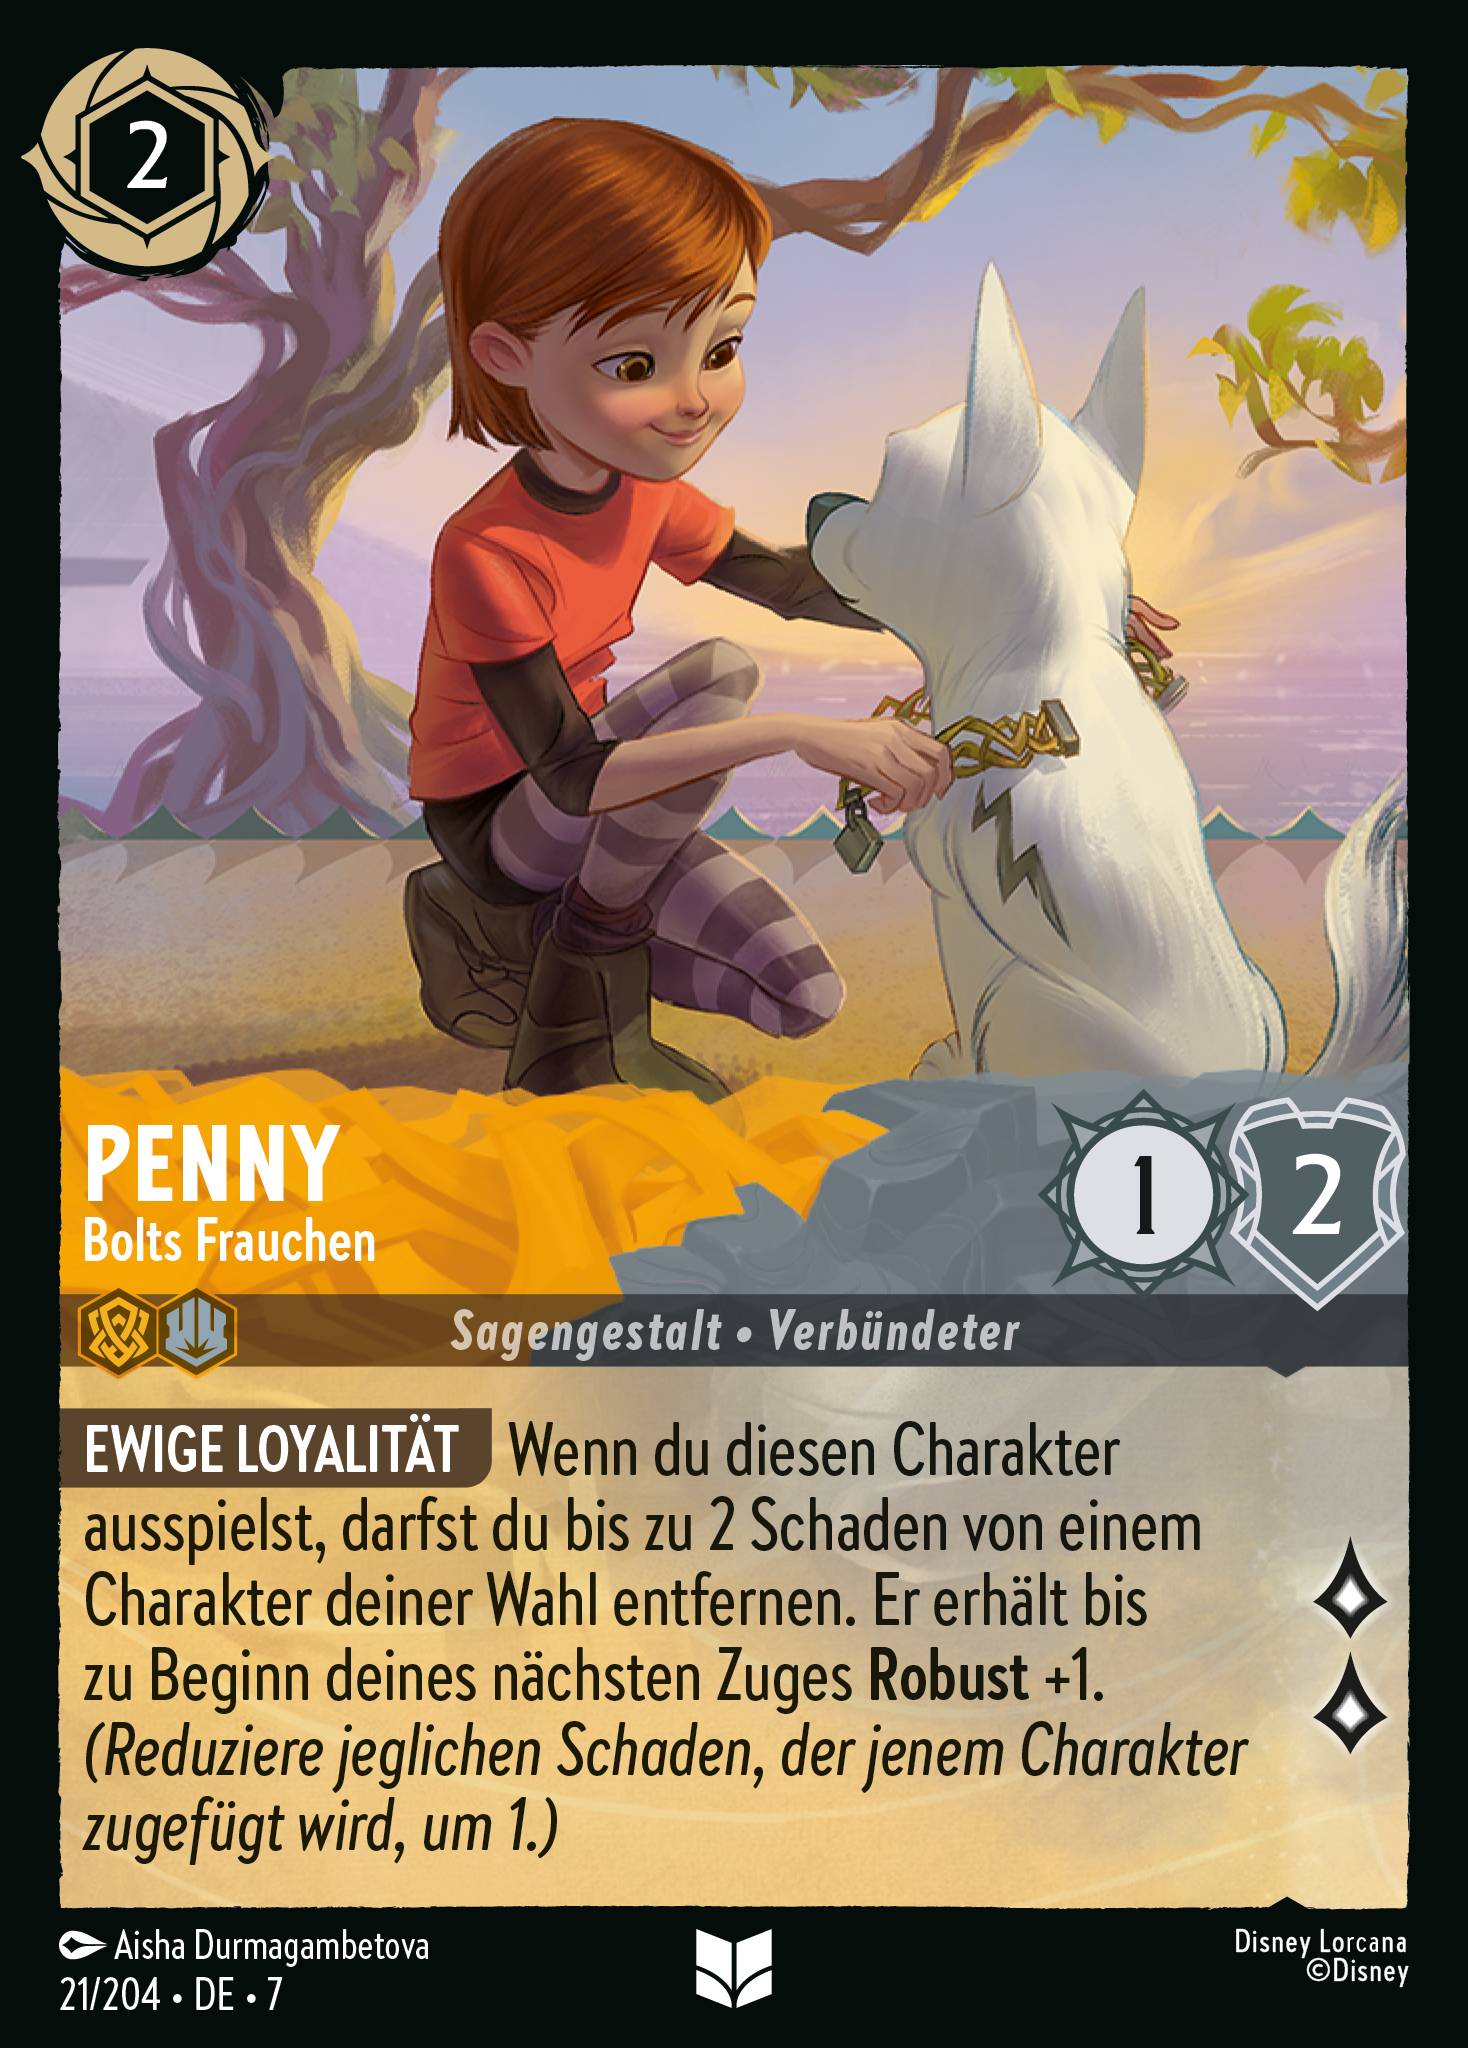 2
PENNY
Bolts Frauchen
1
2
Sagengestalt • Verbündeter
EWIGE LOYALITÄT Wenn du diesen Charakter
ausspielst, darfst du bis zu 2 Schaden von einem
Charakter deiner Wahl entfernen. Er erhält bis
zu Beginn deines nächsten Zuges Robust +1.
(Reduziere jeglichen Schaden, der jenem Charakter
zugefügt wird, um 1.)
Aisha Durmagambetova
21/204 • DE • 7
Disney Lorcana
©Disney